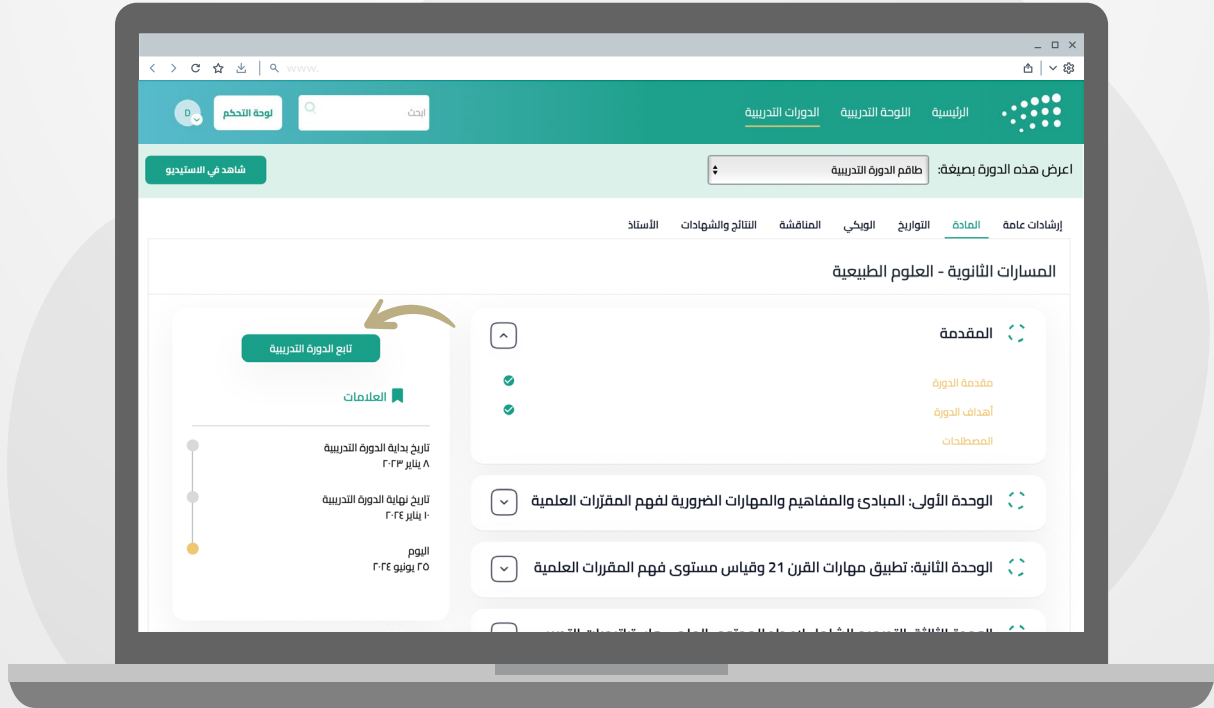 www.
الرئيسية
اللوحة التدريبية
الدورات التدريبية
ابحث
لوحة التحكم
D
اعرض هذه الدورة بصيغة:
طاقم الدورة التدريبية
شاهد في الاستيديو
إرشادات عامة
المادة
التواريخ
الويكي
المناقشة
النتائج والشهادات
الأستاذ
المسارات الثانوية - العلوم الطبيعية
المقدمة
مقدمة الدورة
أهداف الدورة
المصطلحات
الوحدة الأولى: المبادئ والمفاهيم والمهارات الضرورية لفهم المقرّرات العلمية
الوحدة الثانية: تطبيق مهارات القرن 21 وقياس مستوى فهم المقررات العلمية
تابع الدورة التدريبية
العلامات
تاريخ بداية الدورة التدريبية
٨ يناير ٢٠٢٣
تاريخ نهاية الدورة التدريبية
١٠ يناير ٢٠٢٤
اليوم
٢٥ يونيو ٢٠٢٤